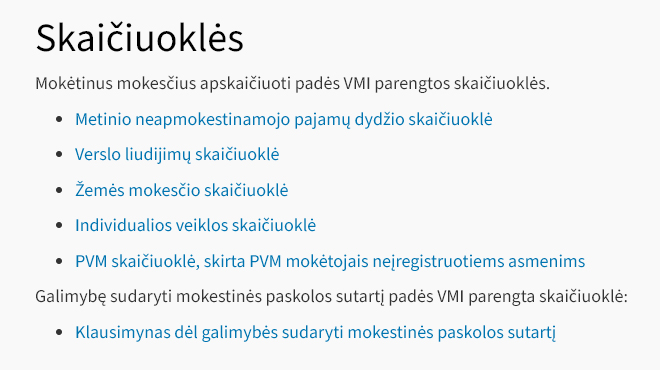 Skaičiuoklės
Mokėtinus mokesčius apskaičiuoti padės VMI parengtos skaičiuoklės.
• Metinio neapmokestinamojo pajamų dydžio skaičiuoklė
• Verslo liudijimų skaičiuoklė
• Žemės mokesčio skaičiuoklė
• Individualios veiklos skaičiuoklė
• PVM skaičiuoklė, skirta PVM mokėtojais neįregistruotiems asmenims
Galimybę sudaryti mokestinės paskolos sutartį padės VMI parengta skaičiuoklė:
• Klausimynas dėl galimybės sudaryti mokestinės paskolos sutartį